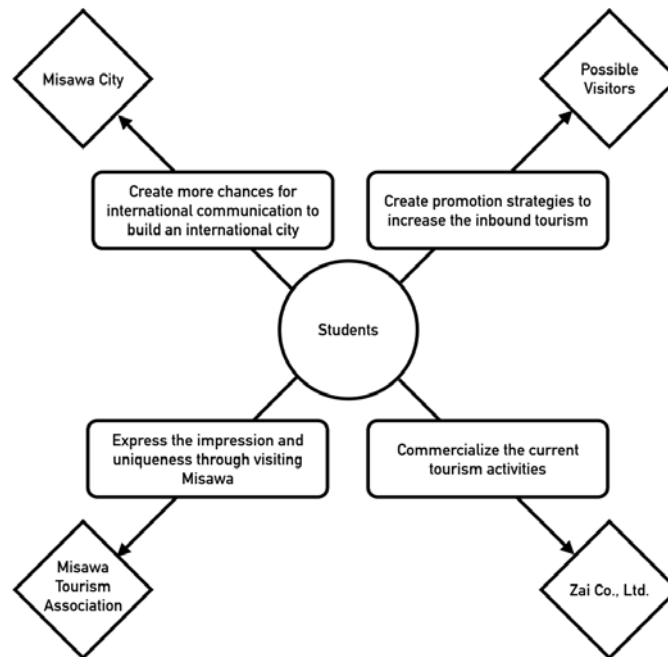 Misawa City
Possible
Visitors
Create more chances for
international communication to
build an international city
Create promotion strategies to
increase the inbound tourism
Students
Express the impression and
uniqueness through visiting
Misawa
Commercialize the current
tourism activities
Misawa
Tourism
Association
Zai Co., Ltd.